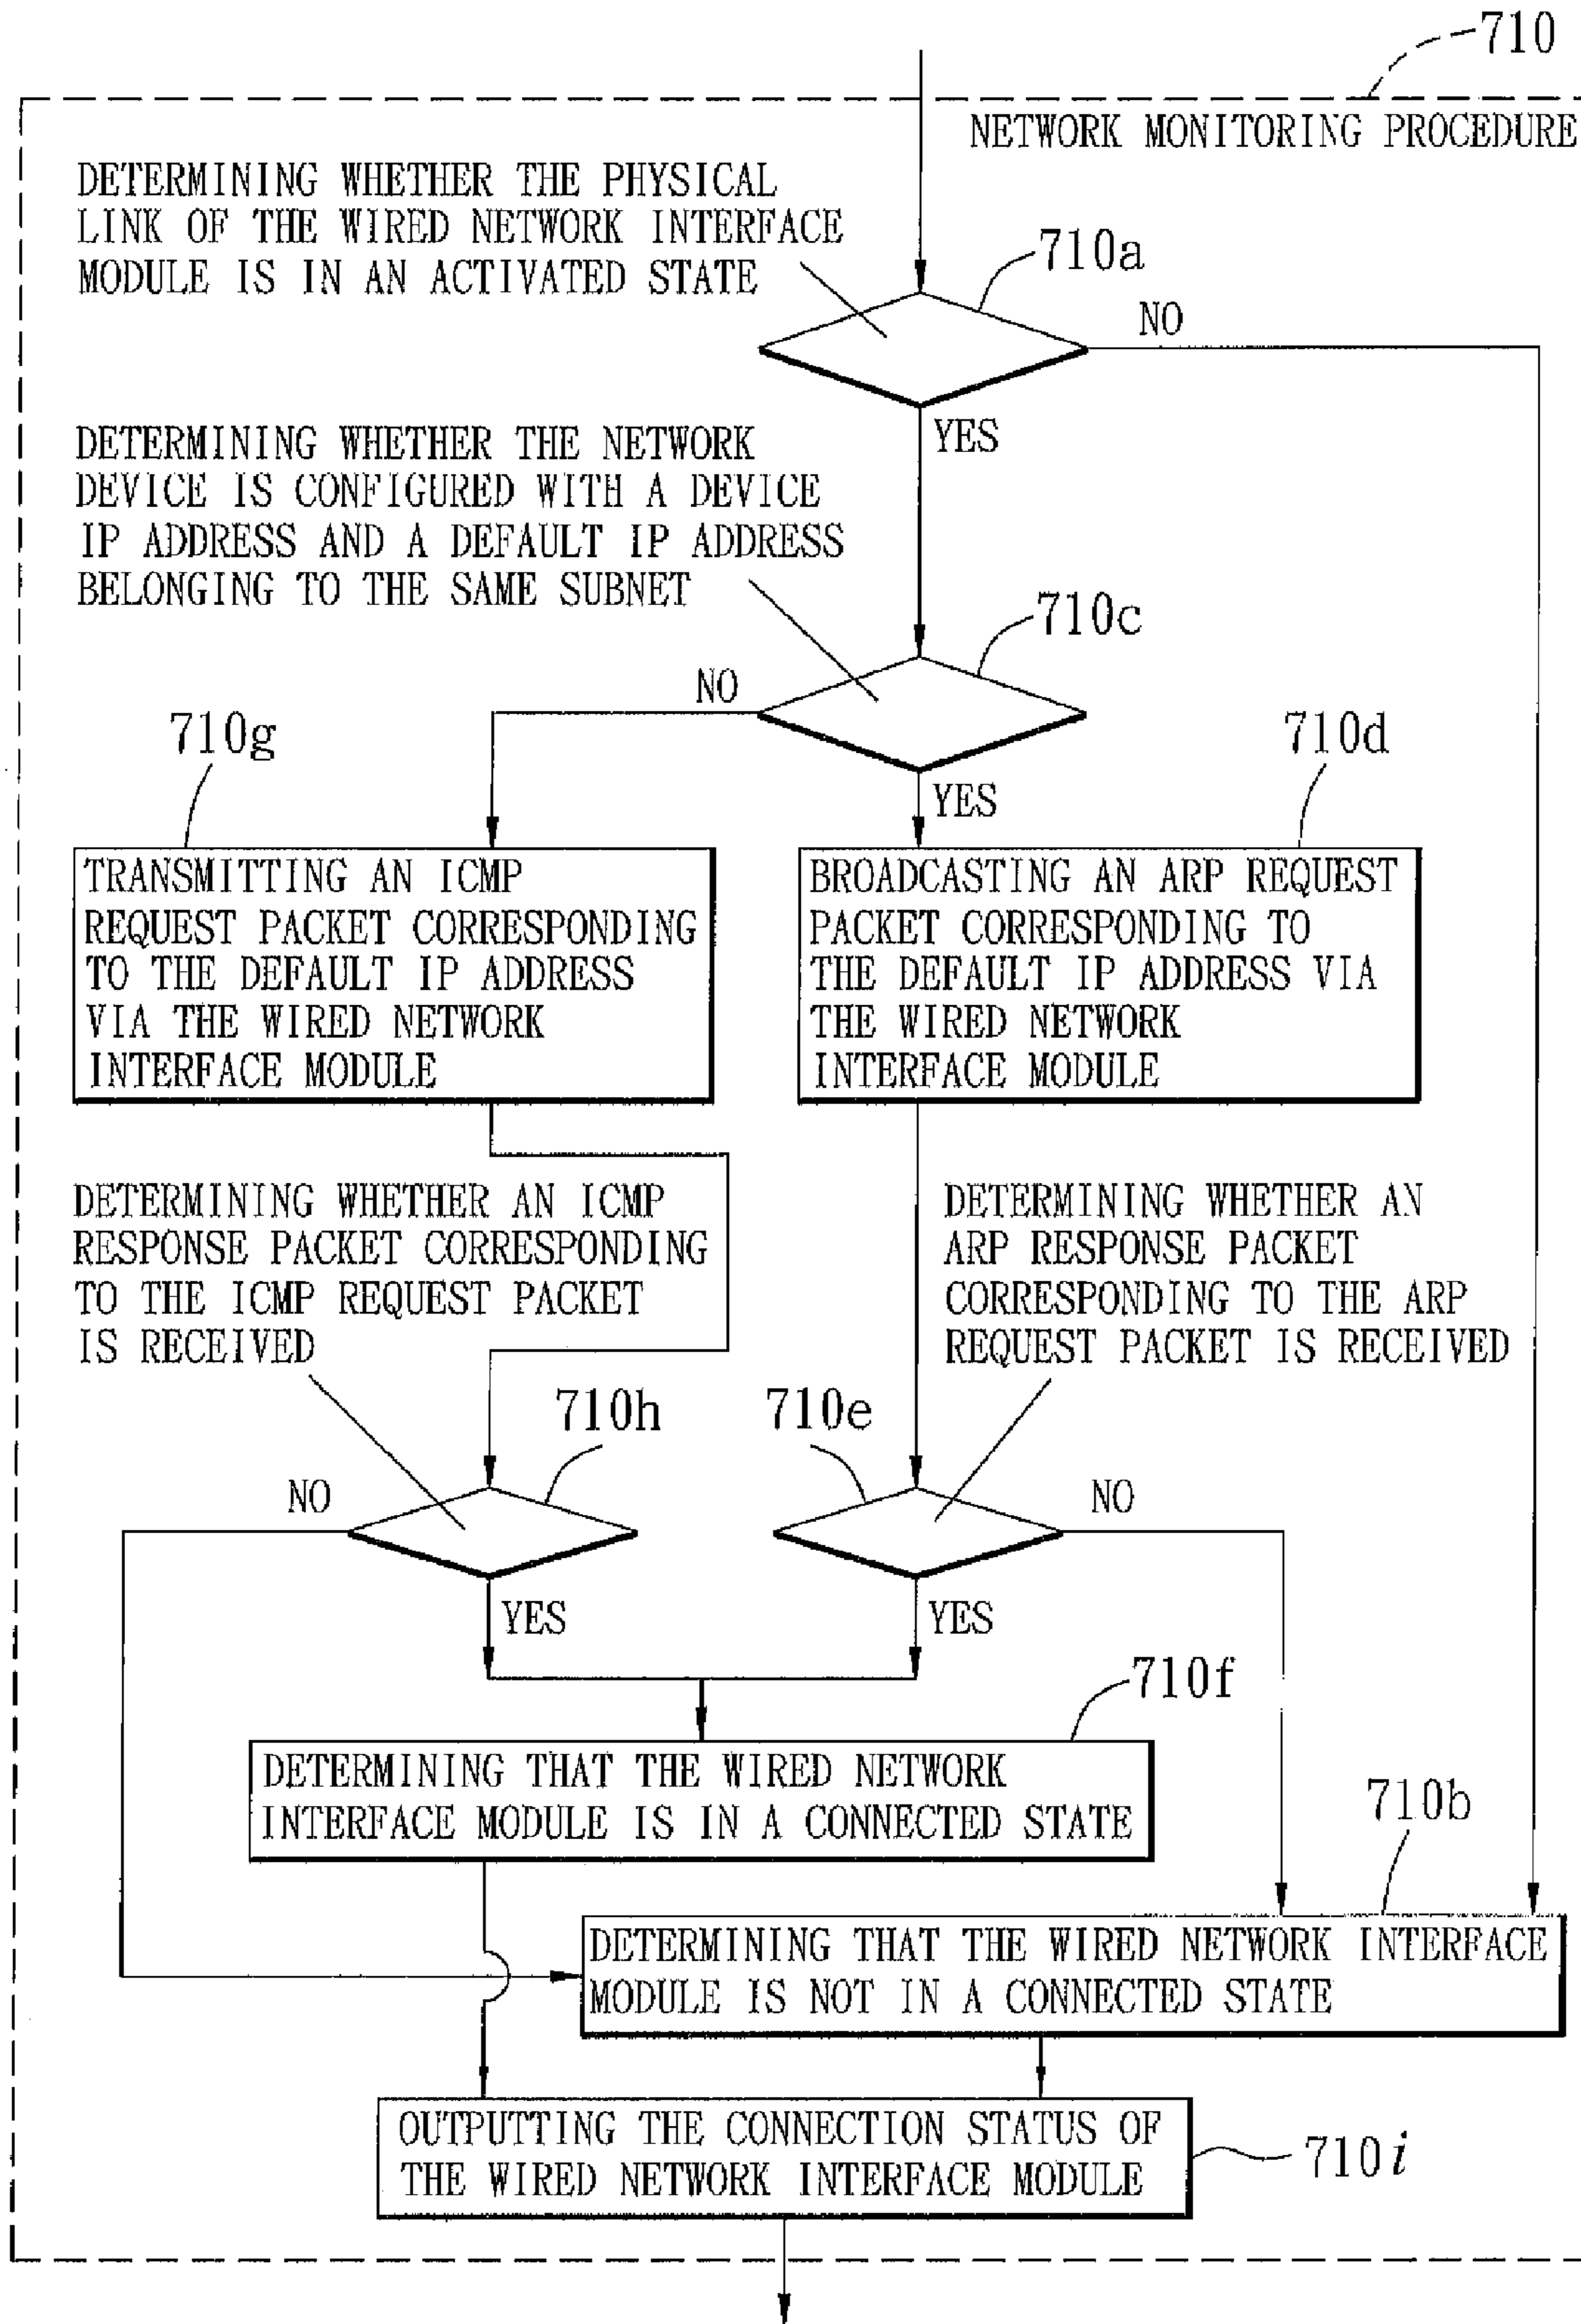 710
NETWORK MONITORING PROCEDURE
DETERMINING WHETHER THE PHYSICAL
LINK OF THE WIRED NETWORK INTERFACE
MODULE IS IN AN ACTIVATED STATE
710a
NO
YES
DETERMINING WHETHER THE NETWORK
DEVICE IS CONFIGURED WITH A DEVICE
IP ADDRESS AND A DEFAULT IP ADDRESS
BELONGING TO THE SAME SUBNET
710c
NO
YES
710g
710d
TRANSMITTING AN ICMP
REQUEST PACKET CORRESPONDING
TO THE DEFAULT IP ADDRESS
VIA THE WIRED NETWORK
INTERFACE MODULE
BROADCASTING AN ARP REQUEST
PACKET CORRESPONDING TO
THE DEFAULT IP ADDRESS VIA
THE WIRED NETWORK
INTERFACE MODULE
DETERMINING WHETHER AN ICMP
RESPONSE PACKET CORRESPONDING
TO THE ICMP REQUEST PACKET
IS RECEIVED
DETERMINING WHETHER AN
ARP RESPONSE PACKET
CORRESPONDING TO THE ARP
REQUEST PACKET IS RECEIVED
710h
710e
NO
NO
YES
YES
710f
DETERMINING THAT THE WIRED NETWORK
INTERFACE MODULE IS IN A CONNECTED STATE
710b
DETERMINING THAT THE WIRED NETWORK INTERFACE
MODULE IS NOT IN A CONNECTED STATE
OUTPUTTING THE CONNECTION STATUS OF
THE WIRED NETWORK INTERFACE MODULE
710i